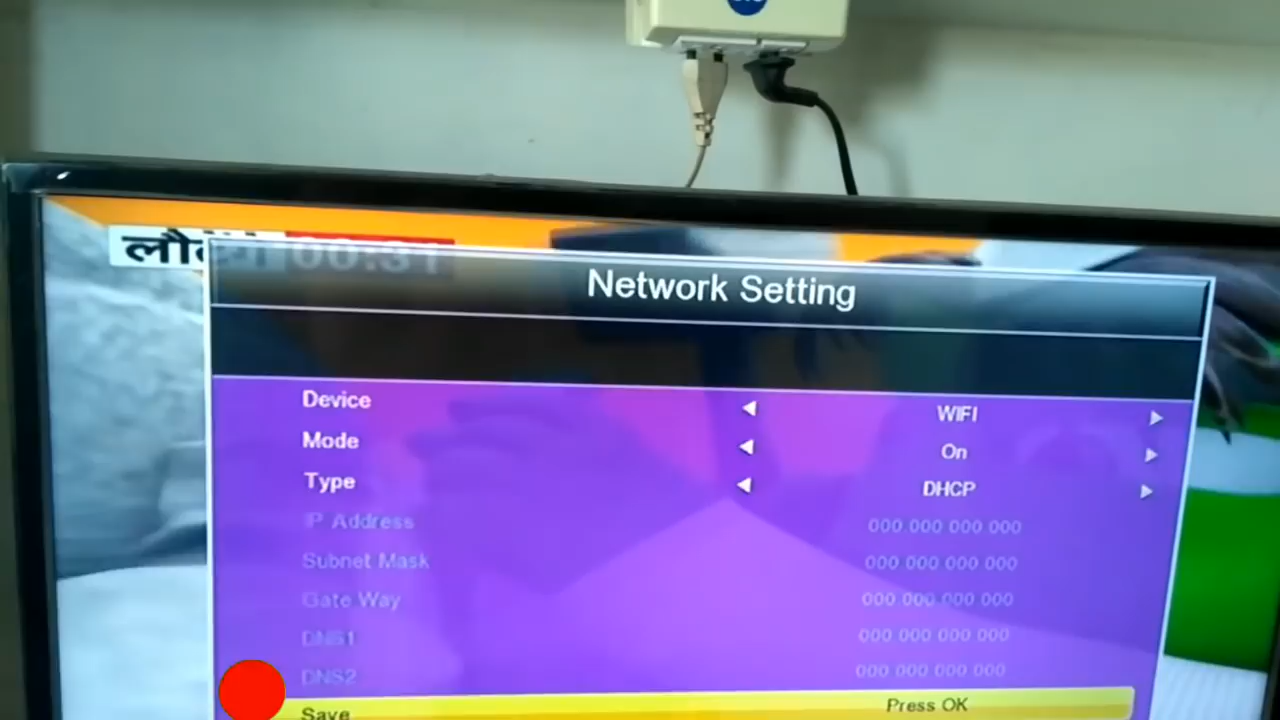 00:31
Network Setting
Device WIFI
Mode On
Type DHCP
IP Address 000 000 000 000
Subnet Mask 000 000 000 000
Gate Way 000 000 000 000
DNS1 000 000 000 000
DNS2 000 000 000 000
Save Press OK